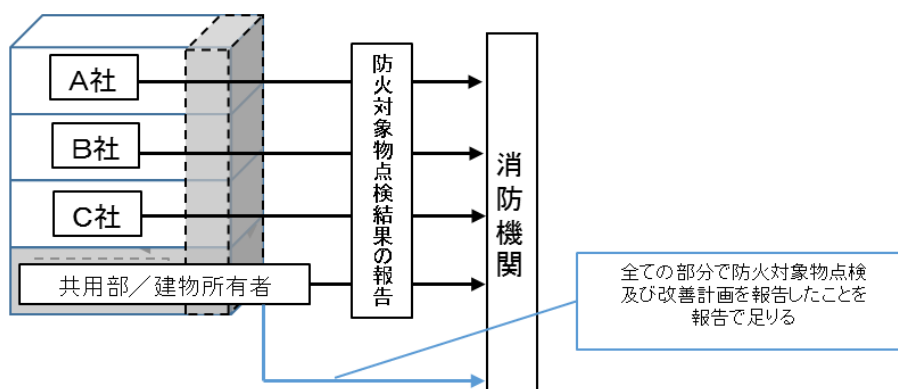 A社
B社
C社
共用部／建物所有者
防火対象物点検結果の報告
消防機関
全ての部分で防火対象物点検
及び改善計画を報告したことを
報告で足りる